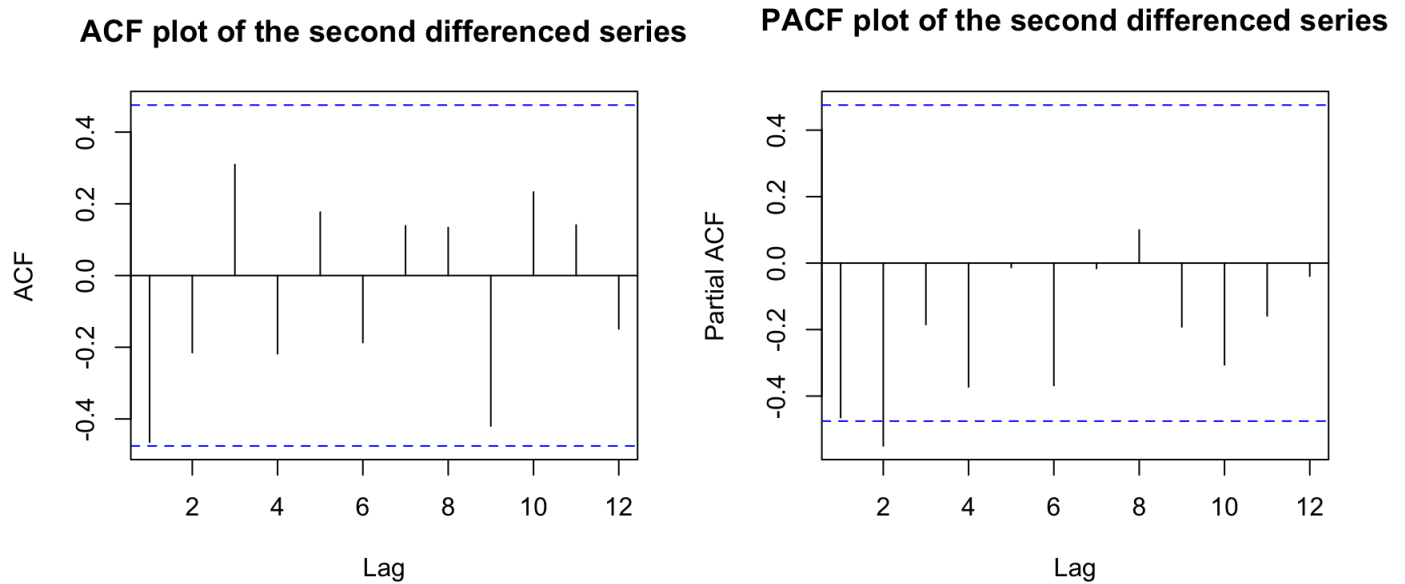 ACF plot of the second differenced series
ACF
0.4
0.2
0.0
-0.2
-0.4
2 4 6 8 10 12
Lag
PACF plot of the second differenced series
Partial ACF
0.4
0.2
0.0
-0.2
-0.4
2 4 6 8 10 12
Lag